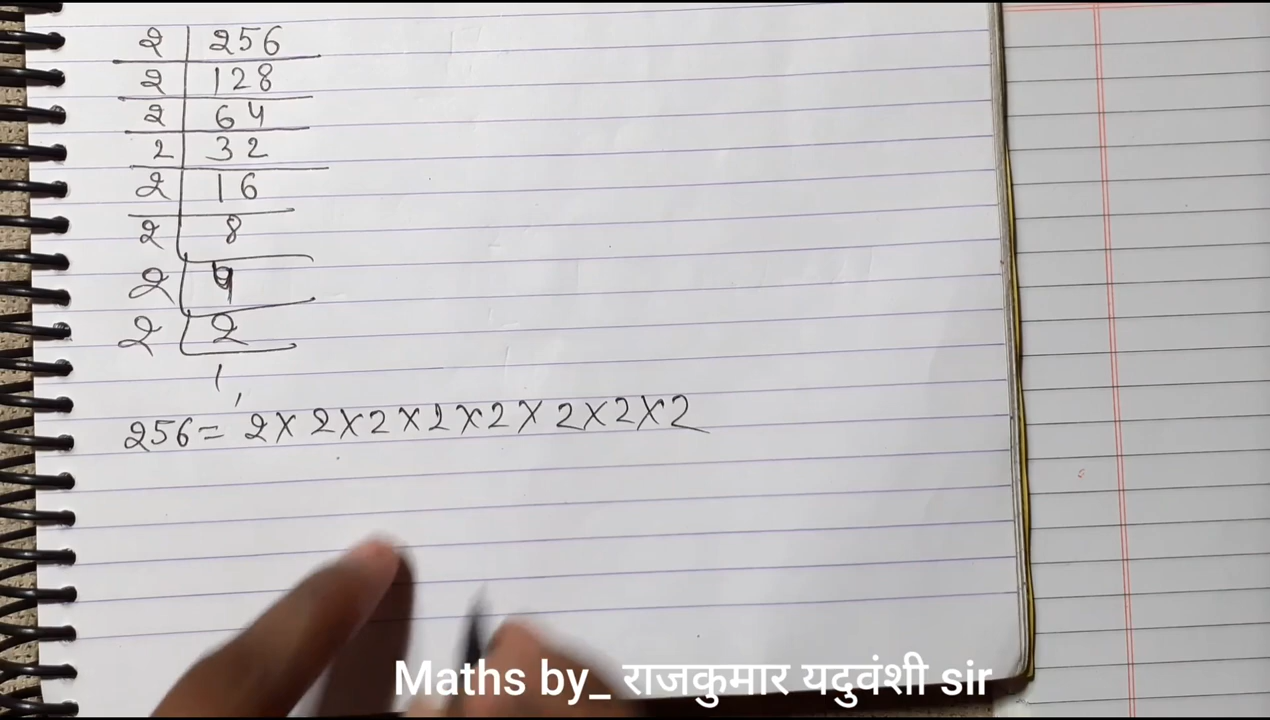 2 | 256
2 | 128
2 | 64
2 | 32
2 | 16
2 | 8
2 | 4
2 | 2
1
256 = 2 × 2 × 2 × 2 × 2 × 2 × 2 × 2
Maths by_ राजकुमार यदुवंशी sir